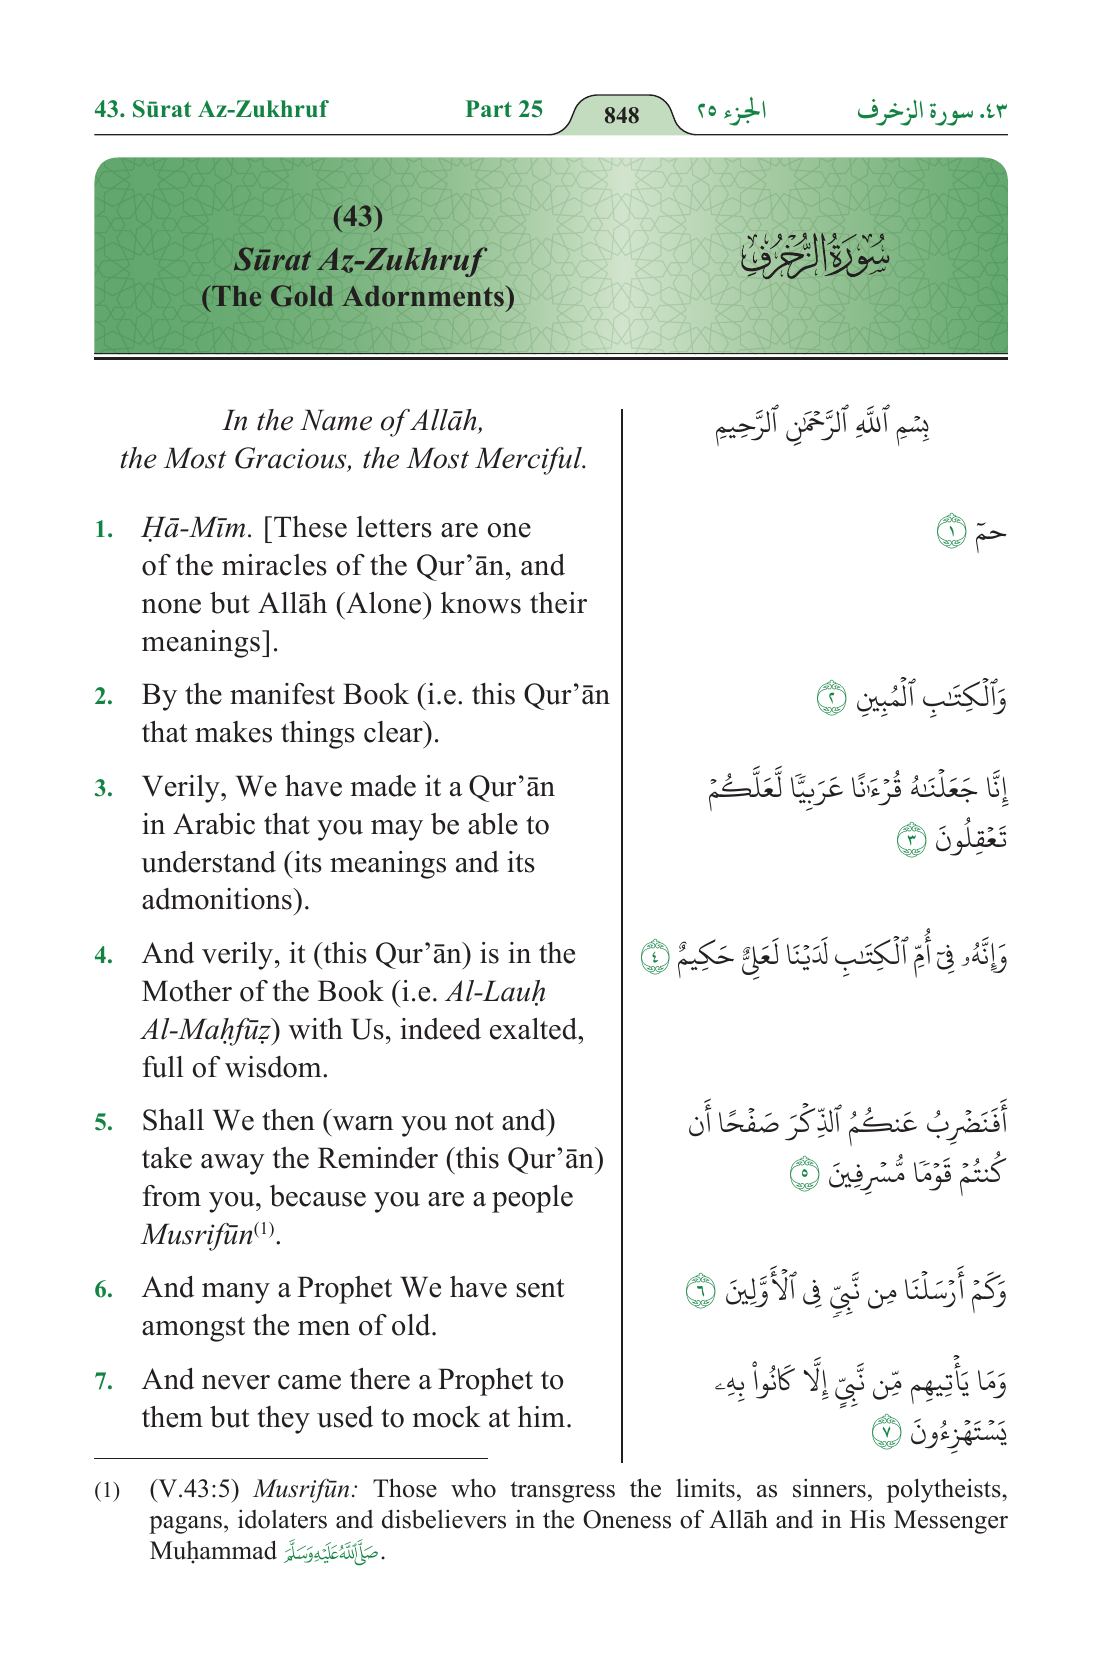 43. Sūrat Az-Zukhruf Part 25 848 الجزء ٢٥ ٤٣. سورة الزخرف
(43)
Sūrat Az-Zukhruf
(The Gold Adornments)
سُورَةُ الزُّخْرُفِ
In the Name of Allāh,
the Most Gracious, the Most Merciful.
1. Ḥā-Mīm. [These letters are one
of the miracles of the Qur’ān, and
none but Allāh (Alone) knows their
meanings].
2. By the manifest Book (i.e. this Qur’ān
that makes things clear).
3. Verily, We have made it a Qur’ān
in Arabic that you may be able to
understand (its meanings and its
admonitions).
4. And verily, it (this Qur’ān) is in the
Mother of the Book (i.e. Al-Lauḥ
Al-Maḥfūẓ) with Us, indeed exalted,
full of wisdom.
5. Shall We then (warn you not and)
take away the Reminder (this Qur’ān)
from you, because you are a people
Musrifūn(1).
6. And many a Prophet We have sent
amongst the men of old.
7. And never came there a Prophet to
them but they used to mock at him.
بِسۡمِ ٱللَّهِ ٱلرَّحۡمَٰنِ ٱلرَّحِيمِ
حمٓ ١
وَٱلۡكِتَٰبِ ٱلۡمُبِينِ ٢
إِنَّا جَعَلۡنَٰهُ قُرۡءَٰنًا عَرَبِيّٗا لَّعَلَّكُمۡ
تَعۡقِلُونَ ٣
وَإِنَّهُۥ فِيٓ أُمِّ ٱلۡكِتَٰبِ لَدَيۡنَا لَعَلِيٌّ حَكِيمٌ ٤
أَفَنَضۡرِبُ عَنكُمُ ٱلذِّكۡرَ صَفۡحًا أَن
كُنتُمۡ قَوۡمٗا مُّسۡرِفِينَ ٥
وَكَمۡ أَرۡسَلۡنَا مِن نَّبِيّٖ فِي ٱلۡأَوَّلِينَ ٦
وَمَا يَأۡتِيهِم مِّن نَّبِيٍّ إِلَّا كَانُواْ بِهِۦ
يَسۡتَهۡزِءُونَ ٧
(1) (V.43:5) Musrifūn: Those who transgress the limits, as sinners, polytheists,
pagans, idolaters and disbelievers in the Oneness of Allāh and in His Messenger
Muḥammad صَلَّى اللَّهُ عَلَيْهِ وَسَلَّمَ.